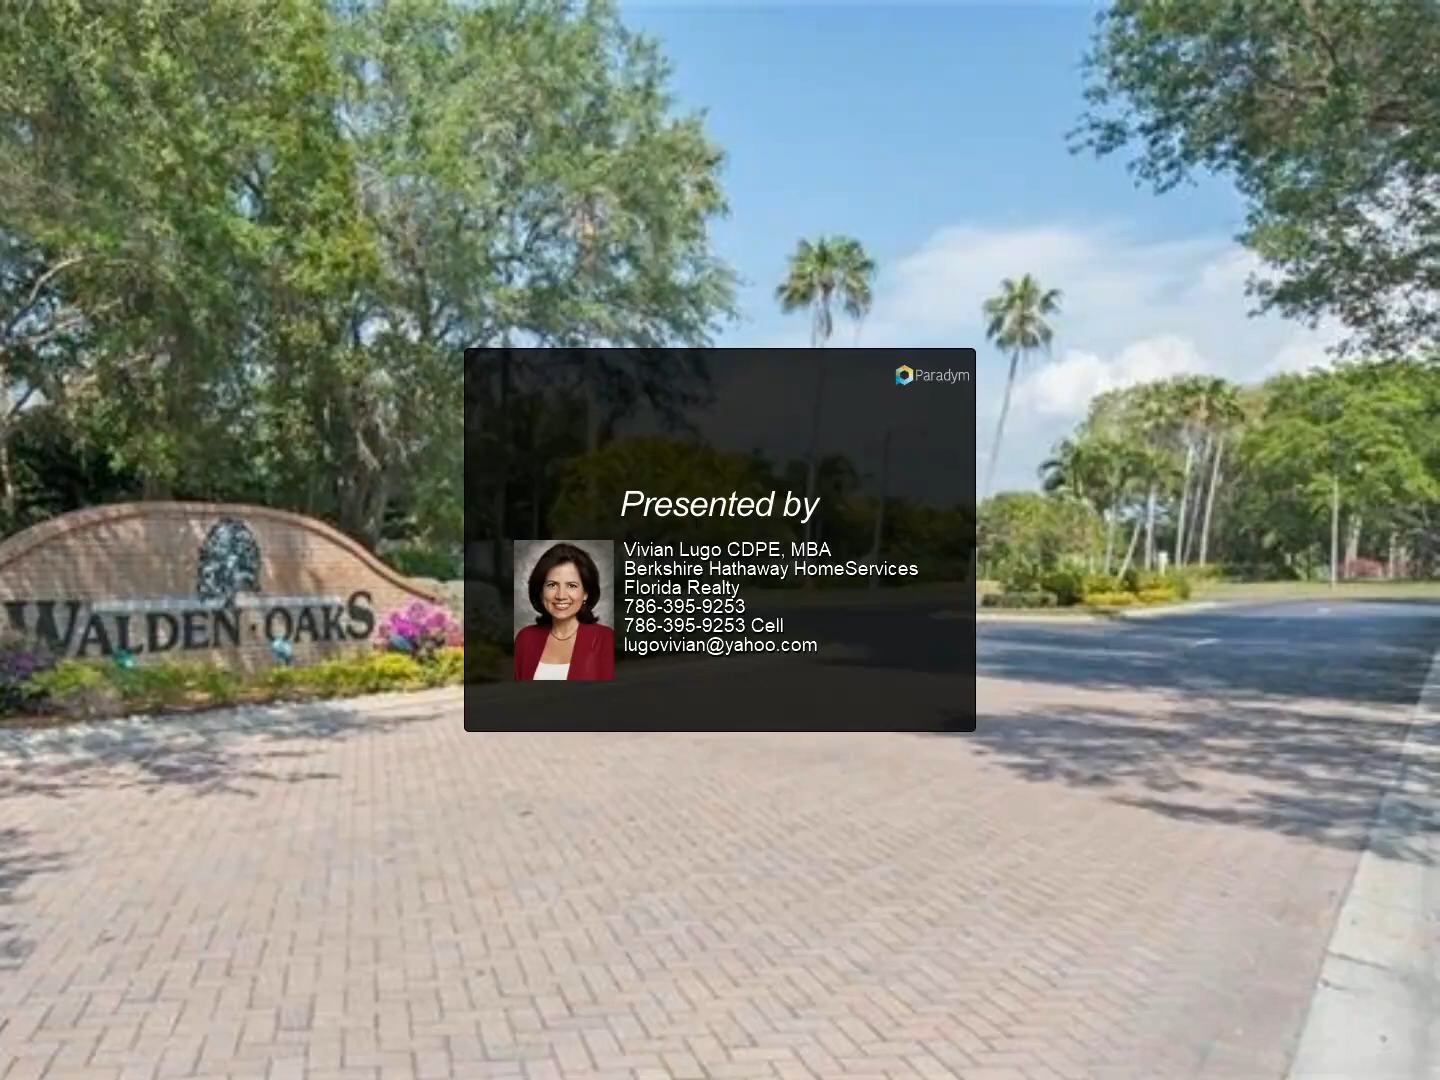 Paradym
Presented by
Vivian Lugo CDPE, MBA
Berkshire Hathaway HomeServices
Florida Realty
786-395-9253
786-395-9253 Cell
lugovivian@yahoo.com
WALDEN·OAKS